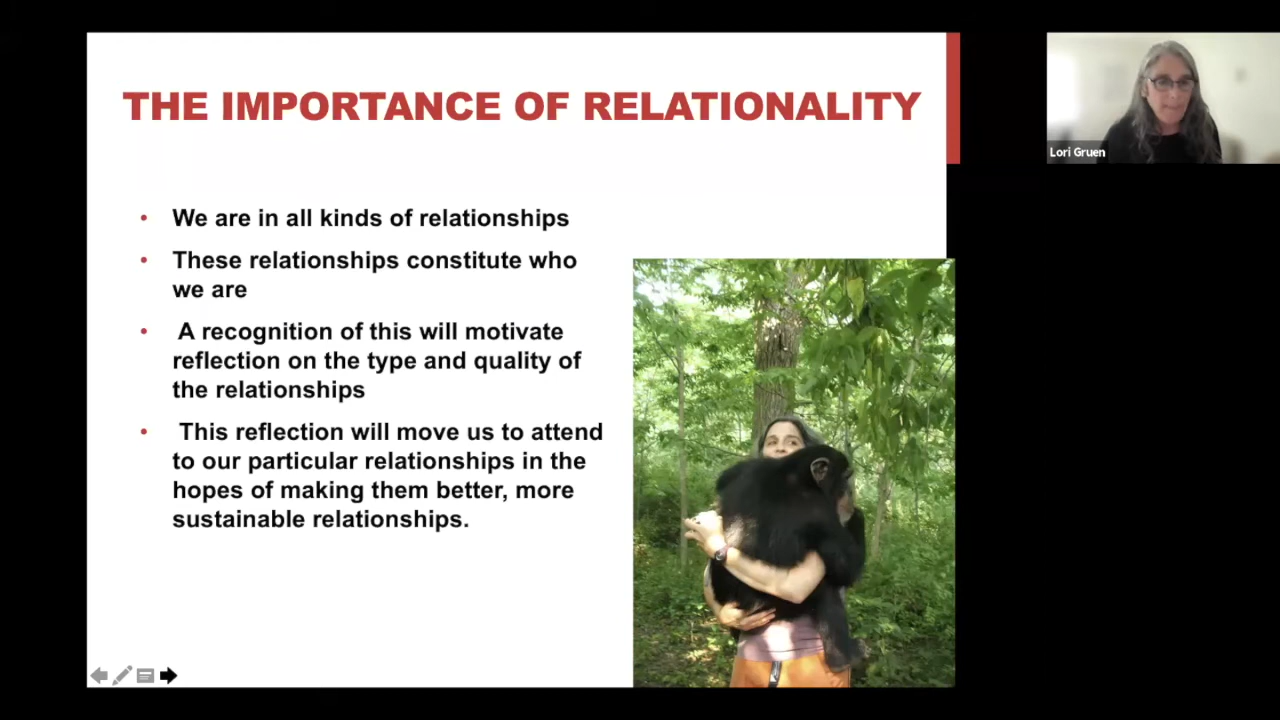 THE IMPORTANCE OF RELATIONALITY
• We are in all kinds of relationships
• These relationships constitute who
we are
• A recognition of this will motivate
reflection on the type and quality of
the relationships
• This reflection will move us to attend
to our particular relationships in the
hopes of making them better, more
sustainable relationships.
Lori Gruen